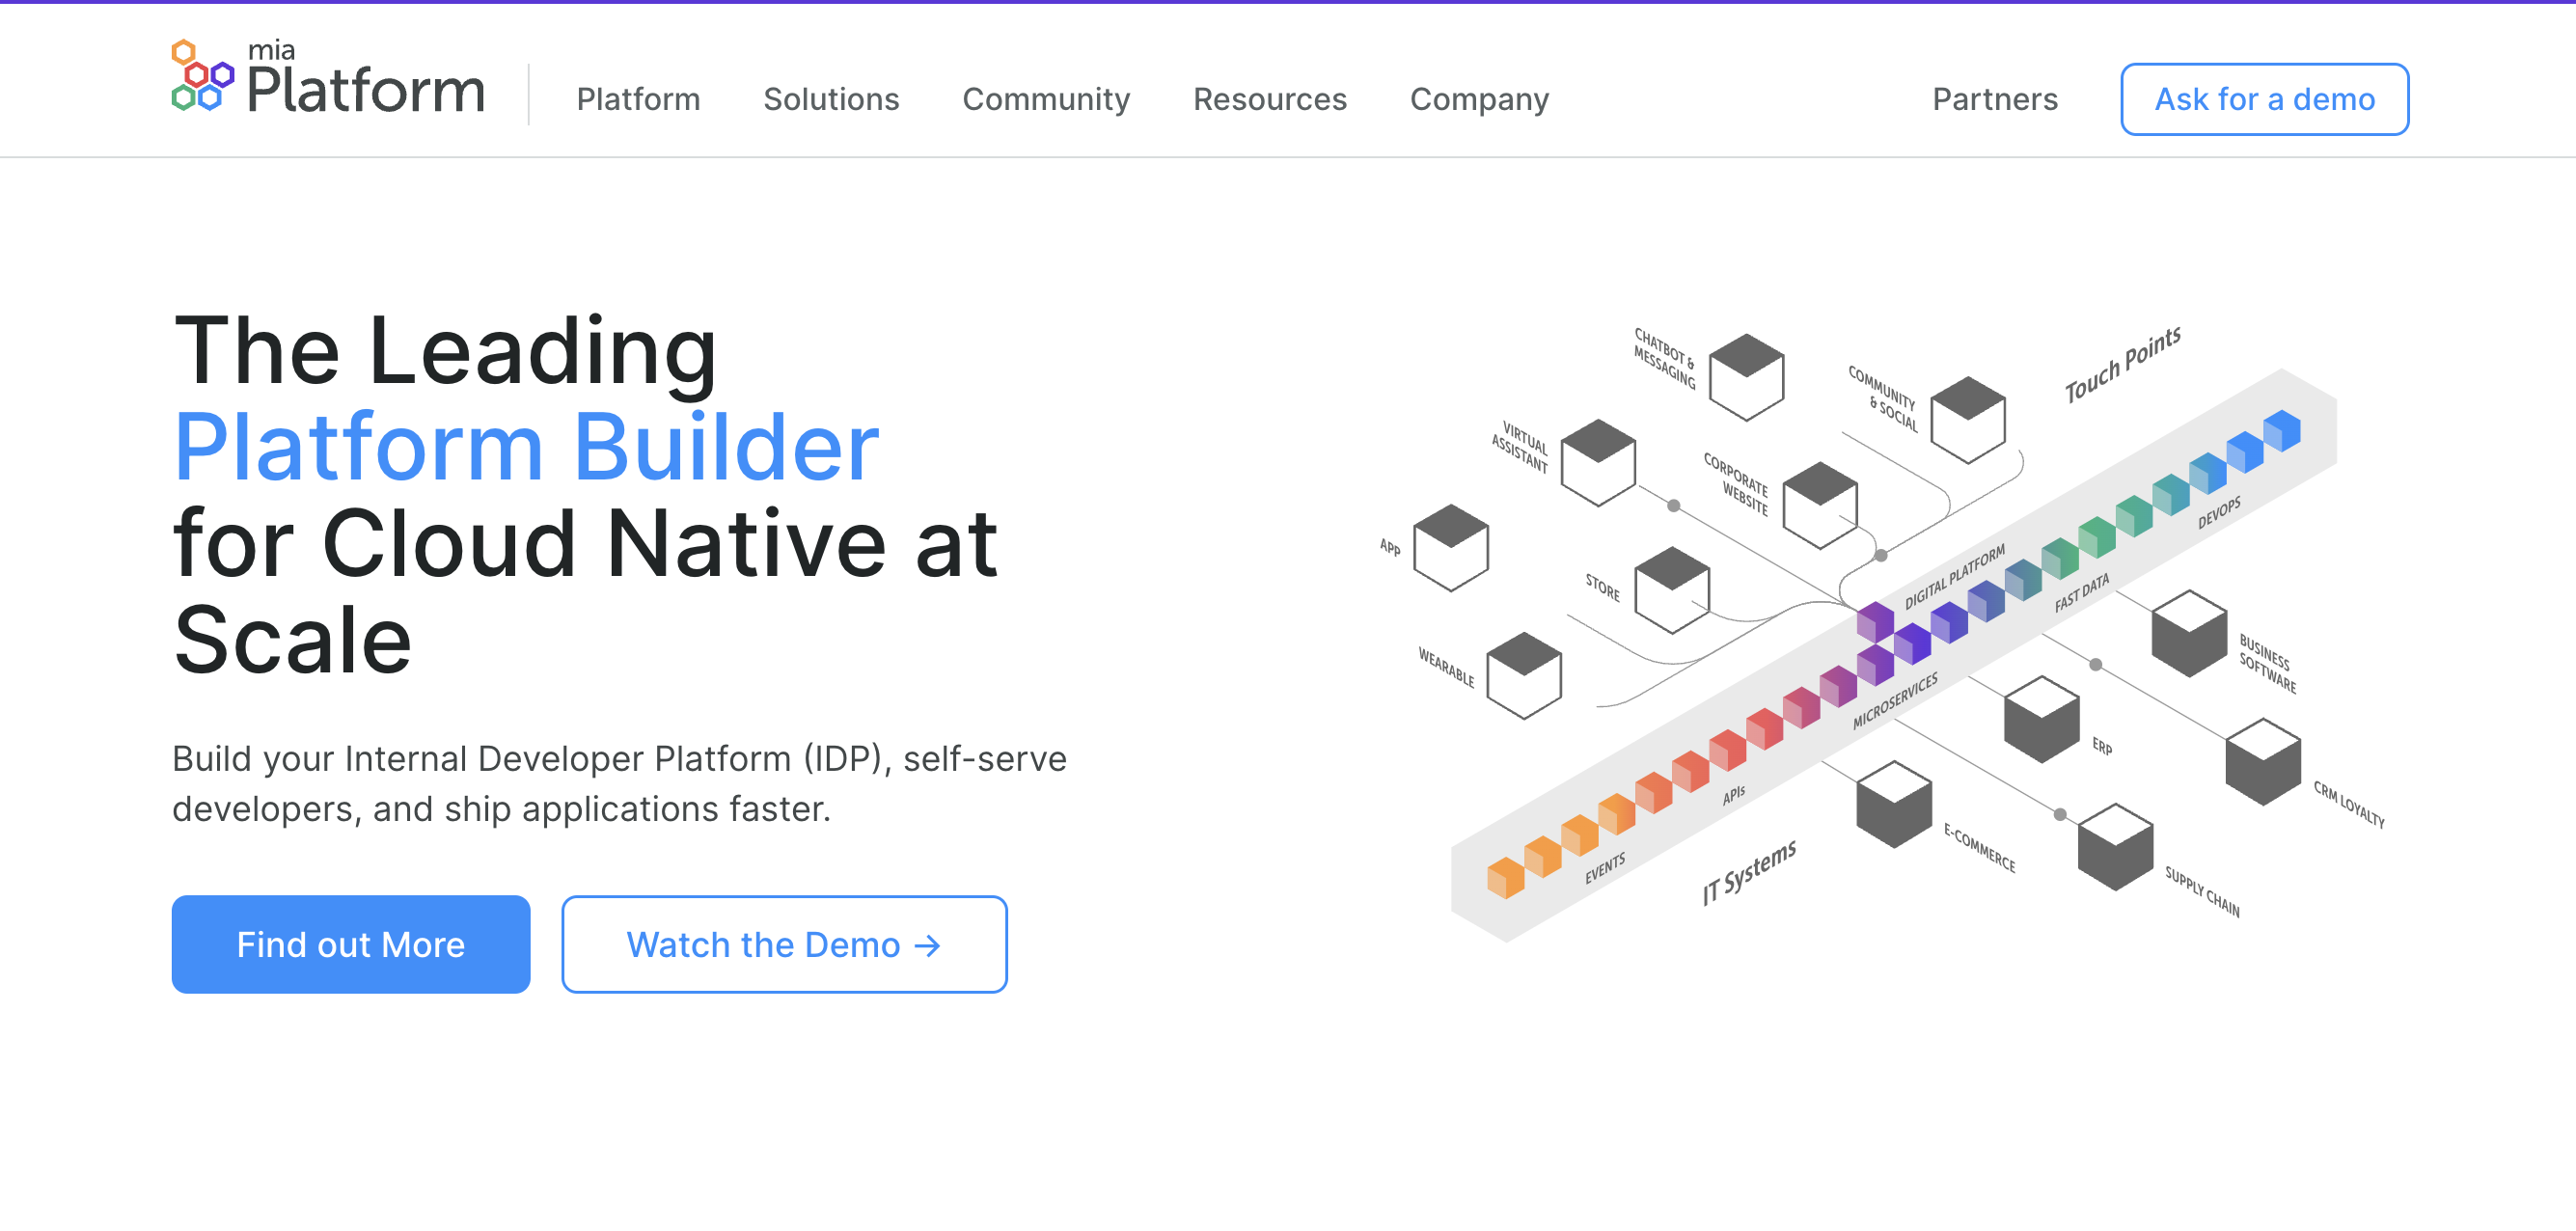 mia
Platform
Platform
Solutions
Community
Resources
Company
Partners
Ask for a demo
The Leading
Platform Builder
for Cloud Native at
Scale
Build your Internal Developer Platform (IDP), self-serve
developers, and ship applications faster.
Find out More
Watch the Demo →
CHATBOT &
MESSAGING
COMMUNITY
& SOCIAL
Touch Points
VIRTUAL
ASSISTANT
CORPORATE
WEBSITE
APP
STORE
WEARABLE
DIGITAL PLATFORM
DEVOPS
FAST DATA
MICROSERVICES
APIs
EVENTS
IT Systems
BUSINESS
SOFTWARE
ERP
CRM LOYALTY
E-COMMERCE
SUPPLY CHAIN